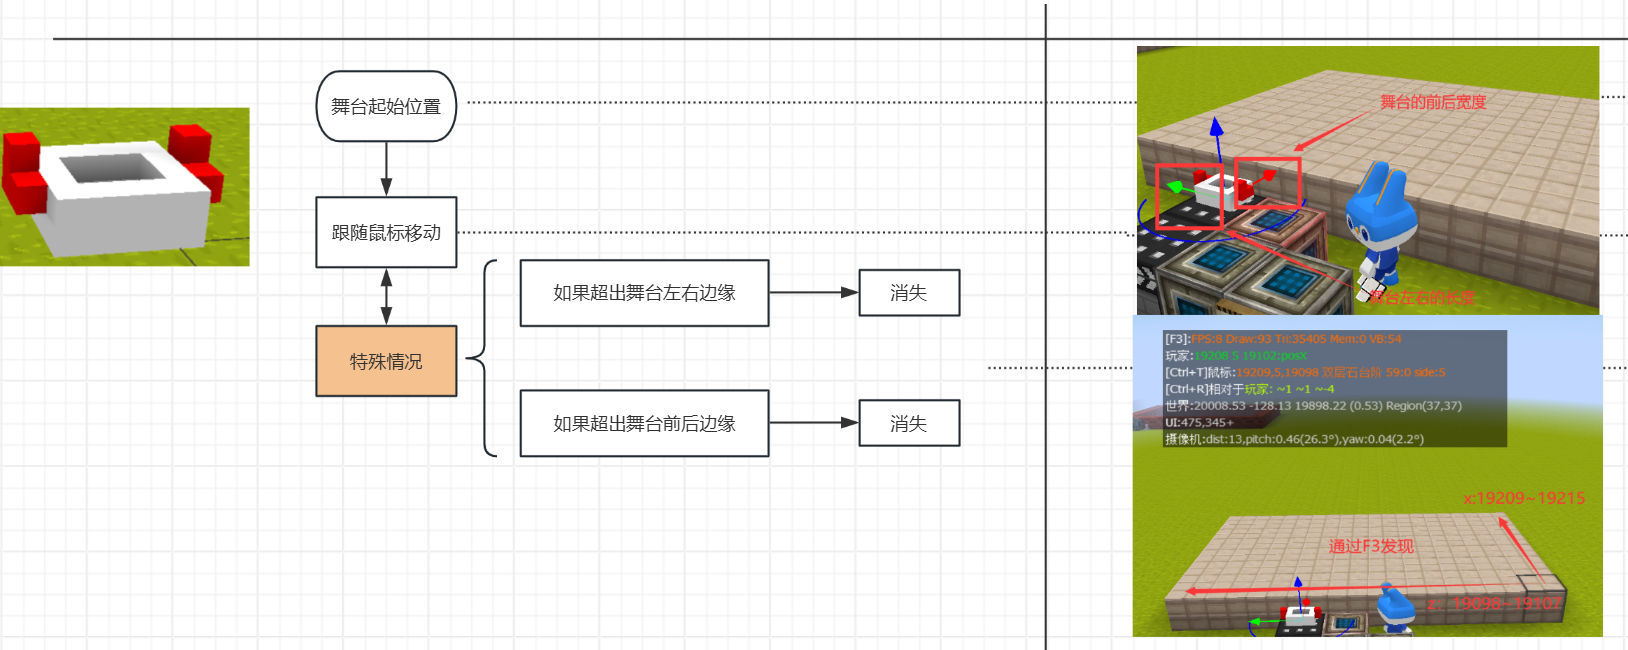 舞台起始位置
跟随鼠标移动
特殊情况
如果超出舞台左右边缘
消失
如果超出舞台前后边缘
消失
舞台的前后宽度
舞台左右的长度
[F3]:FPS:8 Draw:93 Tri:35405 Mem:0 VB:54
玩家:19208 5 19102:posX
[Ctrl+T]鼠标:19209,5,19098 双层石台阶 59:0 side:5
[Ctrl+R]相对于玩家: ~1 ~1 ~-4
世界:20008.53 -128.13 19898.22 (0.53) Region(37,37)
UI:475,345+
摄像机:dist:13,pitch:0.46(26.3°),yaw:0.04(2.2°)
x:19209~19215
通过F3发现
z: 19098~19107